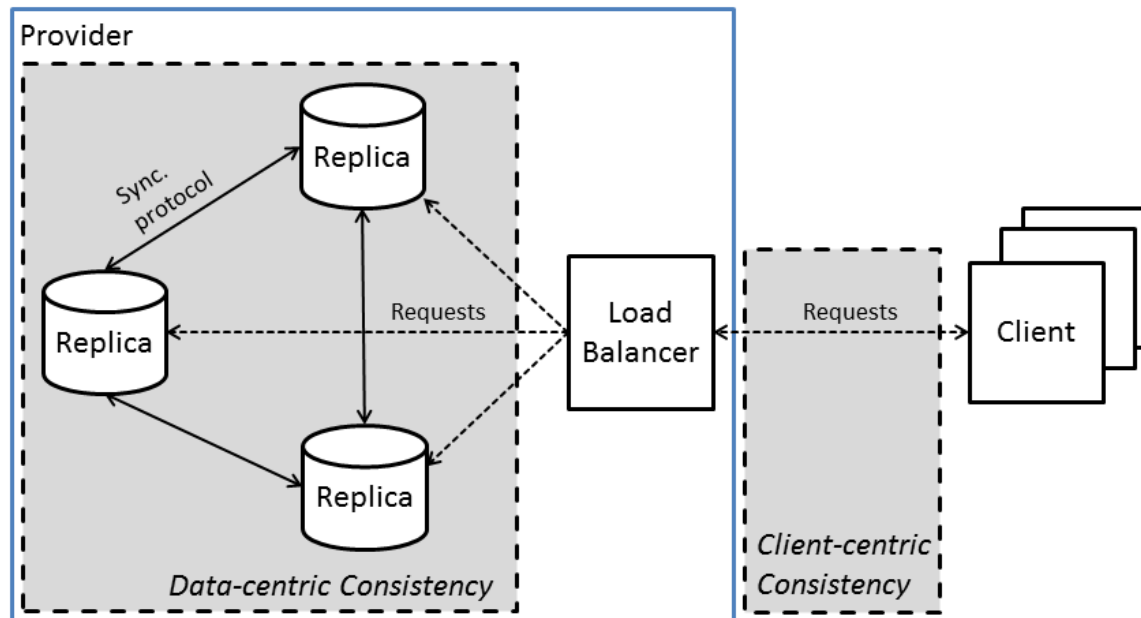 Provider
Replica
Sync.
protocol
Replica
Requests
Load
Balancer
Requests
Client
Replica
Data-centric Consistency
Client-centric
Consistency